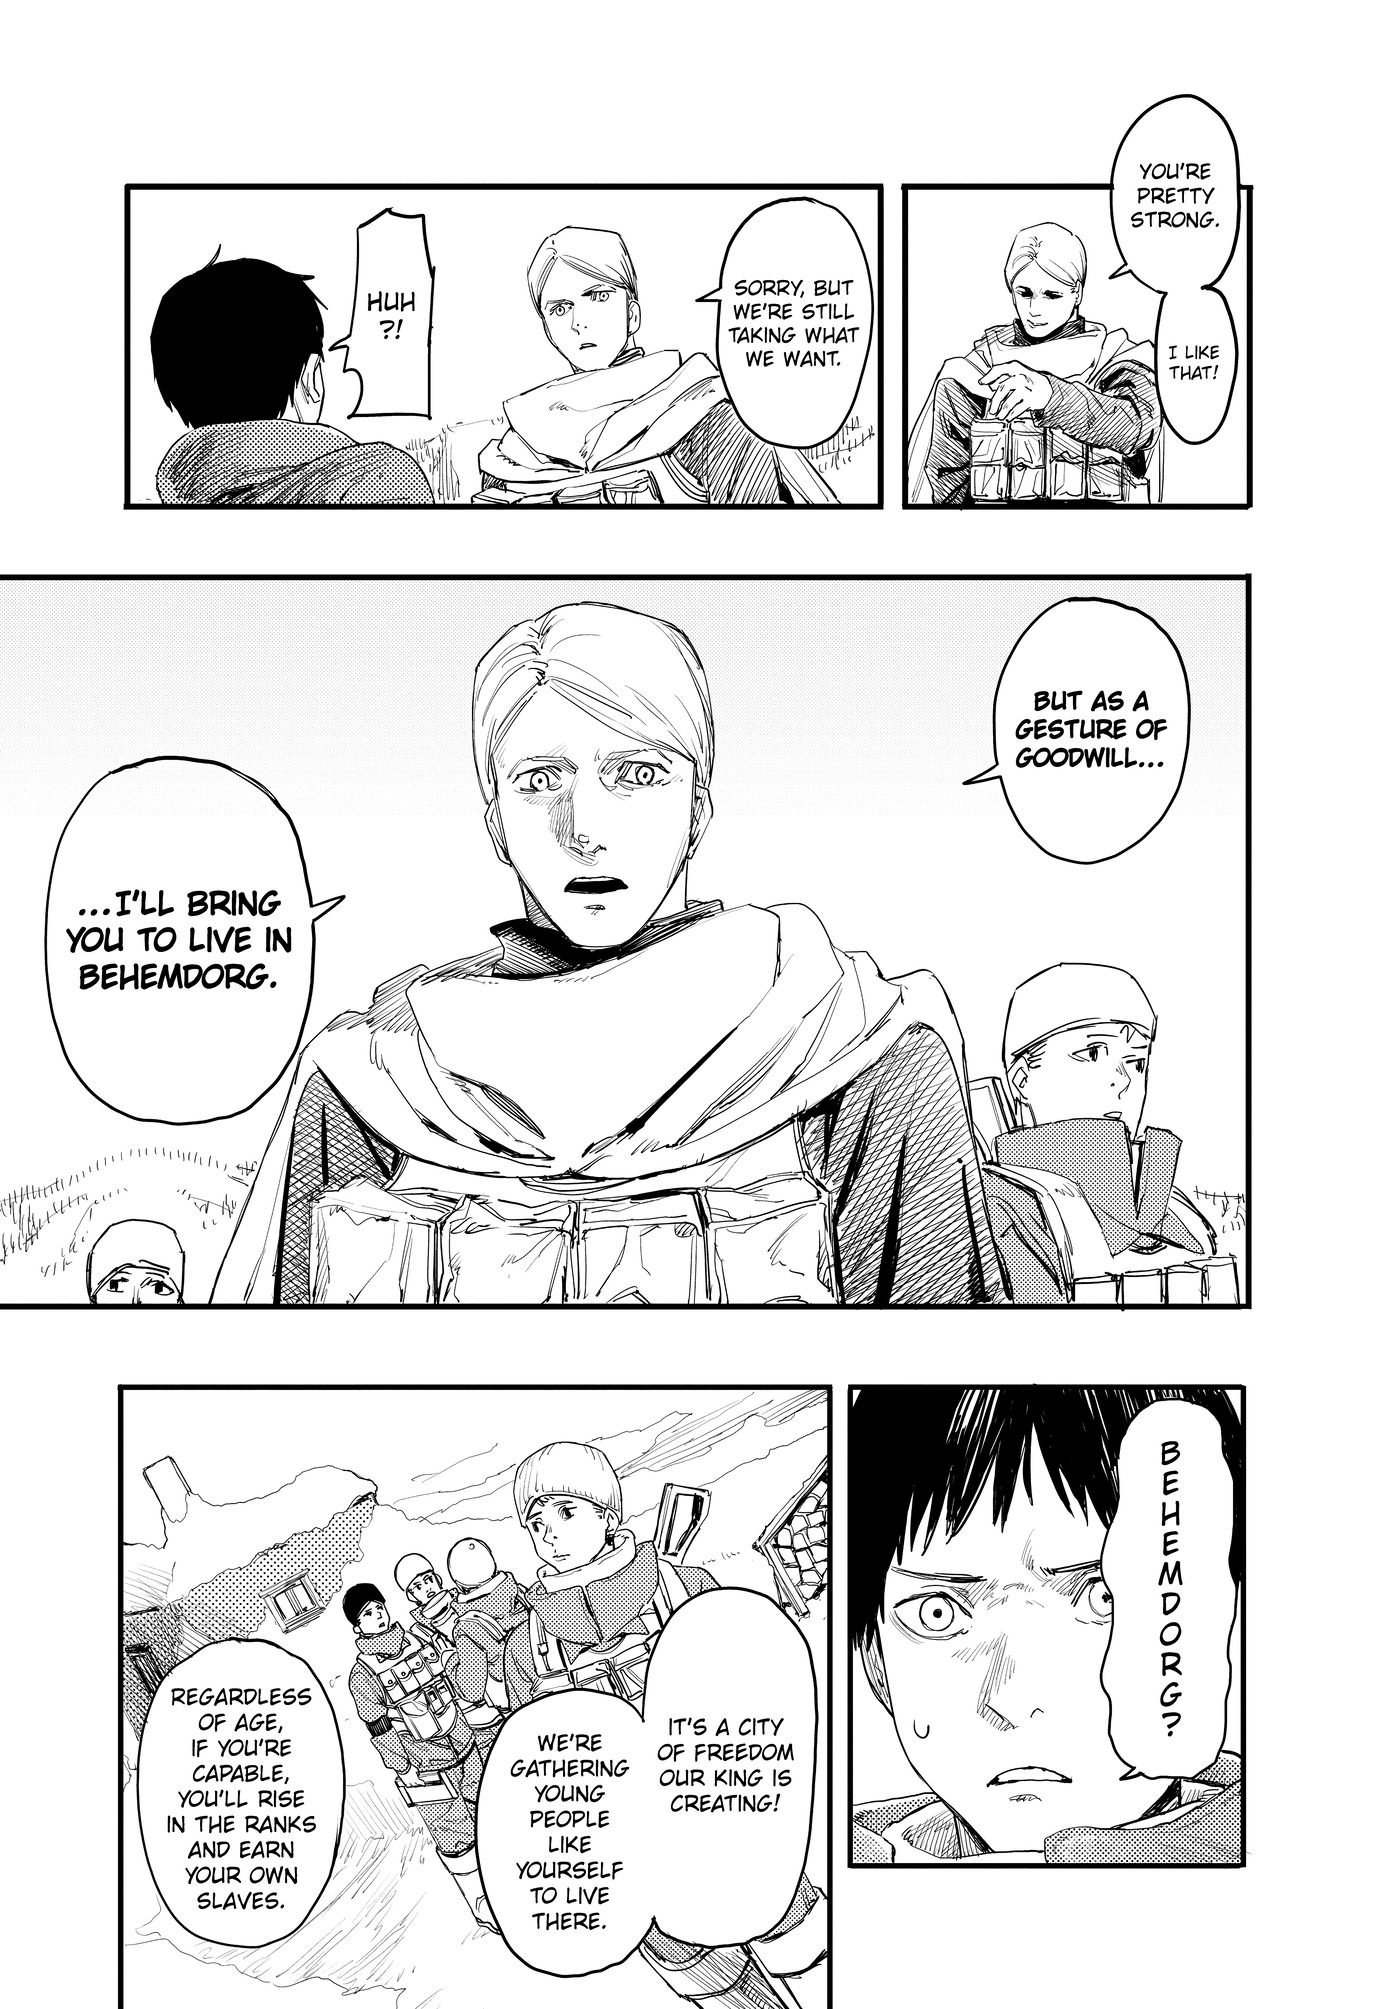 YOU'RE
PRETTY
STRONG.
I LIKE
THAT!
SORRY, BUT
WE'RE STILL
TAKING WHAT
WE WANT.
HUH
?!
BUT AS A
GESTURE OF
GOODWILL...
...I'LL BRING
YOU TO LIVE IN
BEHEMDORG.
BEHEMDORG?
IT'S A CITY
OF FREEDOM
OUR KING IS
CREATING!
WE'RE
GATHERING
YOUNG
PEOPLE
LIKE
YOURSELF
TO LIVE
THERE.
REGARDLESS
OF AGE,
IF YOU'RE
CAPABLE,
YOU'LL RISE
IN THE RANKS
AND EARN
YOUR OWN
SLAVES.